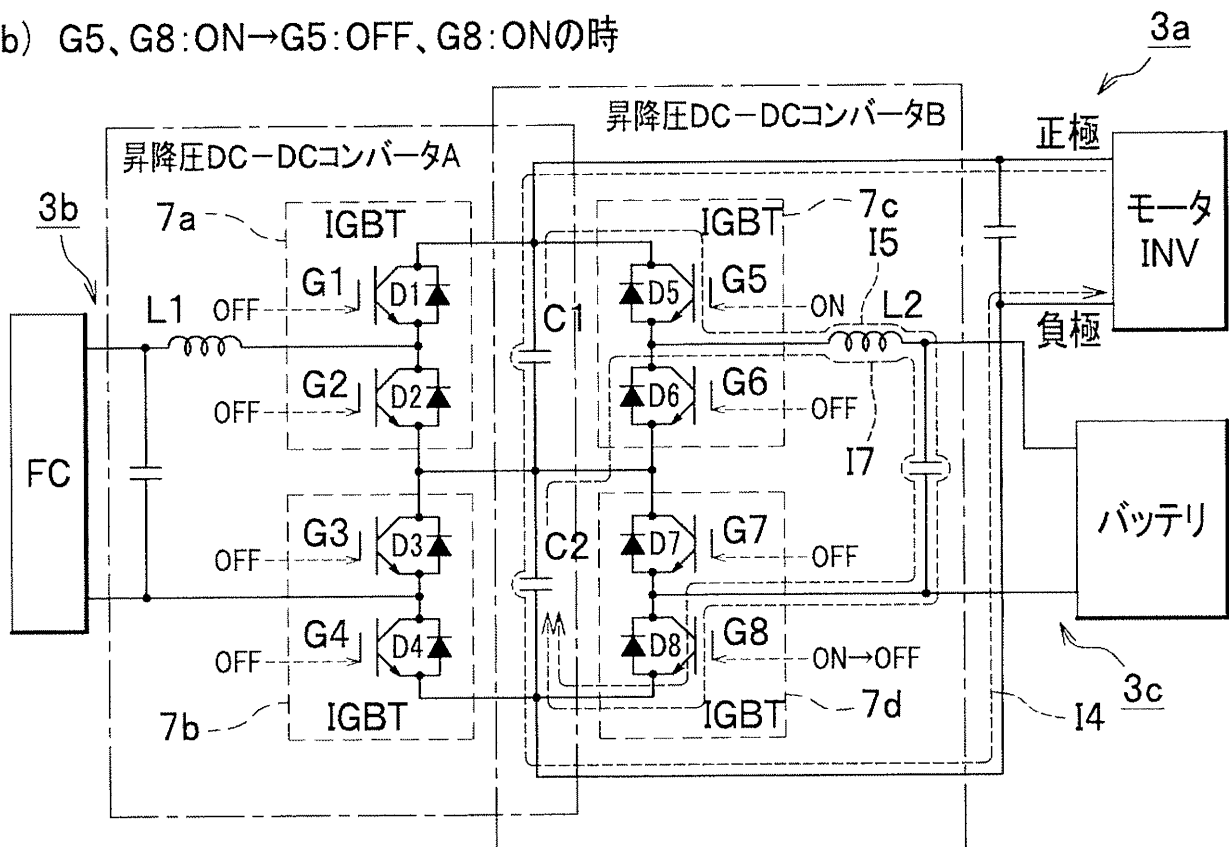 b) G5、G8:ON→G5:OFF、G8:ONの時
3a
昇降圧DC-DCコンバータB
昇降圧DC-DCコンバータA
正極
3b
7a
IGBT
IGBT
7c
I5
モータ
INV
G1
D1
D5
G5
OFF
ON
L1
C1
L2
負極
G2
D2
D6
G6
OFF
OFF
I7
FC
バッテリ
G3
D3
C2
D7
G7
OFF
OFF
G4
D4
D8
G8
OFF
ON→OFF
7b
IGBT
IGBT
7d
I4
3c